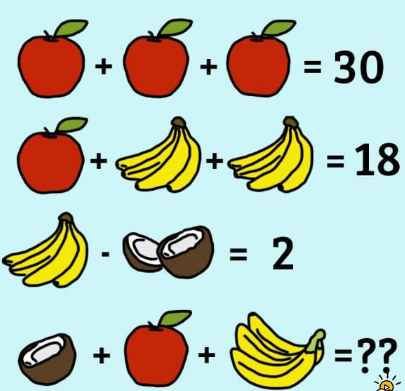 + + = 30
+ + = 18
- = 2
+ + =??